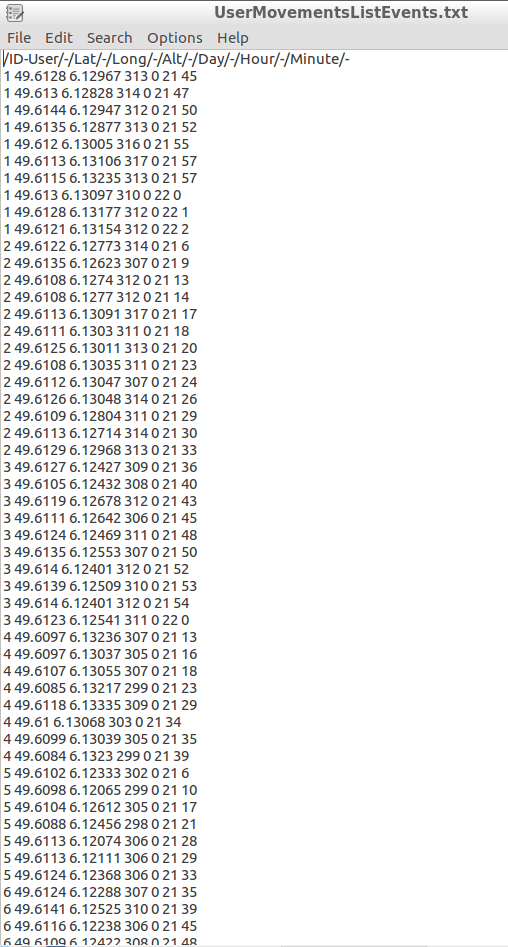 UserMovementsListEvents.txt
File Edit Search Options Help
/ID-User/-/Lat/-/Long/-/Alt/-/Day/-/Hour/-/Minute/-
1 49.6128 6.12967 313 0 21 45
1 49.613 6.12828 314 0 21 47
1 49.6144 6.12947 312 0 21 50
1 49.6135 6.12877 313 0 21 52
1 49.612 6.13005 316 0 21 55
1 49.6113 6.13106 317 0 21 57
1 49.6115 6.13235 313 0 21 57
1 49.613 6.13097 310 0 22 0
1 49.6128 6.13177 312 0 22 1
1 49.6121 6.13154 312 0 22 2
2 49.6122 6.12773 314 0 21 6
2 49.6135 6.12623 307 0 21 9
2 49.6108 6.1274 312 0 21 13
2 49.6108 6.1277 312 0 21 14
2 49.6113 6.13091 317 0 21 17
2 49.6111 6.1303 311 0 21 18
2 49.6125 6.13011 313 0 21 20
2 49.6108 6.13035 311 0 21 23
2 49.6112 6.13047 307 0 21 24
2 49.6126 6.13048 314 0 21 26
2 49.6109 6.12804 311 0 21 29
2 49.6113 6.12714 314 0 21 30
2 49.6129 6.12968 313 0 21 33
3 49.6127 6.12427 309 0 21 36
3 49.6105 6.12432 308 0 21 40
3 49.6119 6.12678 312 0 21 43
3 49.6111 6.12642 306 0 21 45
3 49.6124 6.12469 311 0 21 48
3 49.6135 6.12553 307 0 21 50
3 49.614 6.12401 312 0 21 52
3 49.6139 6.12509 310 0 21 53
3 49.614 6.12401 312 0 21 54
3 49.6123 6.12541 311 0 22 0
4 49.6097 6.13236 307 0 21 13
4 49.6097 6.13037 305 0 21 16
4 49.6107 6.13055 307 0 21 18
4 49.6085 6.13217 299 0 21 23
4 49.6118 6.13335 309 0 21 29
4 49.61 6.13068 303 0 21 34
4 49.6099 6.13039 305 0 21 35
4 49.6084 6.1323 299 0 21 39
5 49.6102 6.12333 302 0 21 6
5 49.6098 6.12065 299 0 21 10
5 49.6104 6.12612 305 0 21 17
5 49.6088 6.12456 298 0 21 21
5 49.6113 6.12074 306 0 21 28
5 49.6113 6.12111 306 0 21 29
5 49.6124 6.12368 306 0 21 33
6 49.6124 6.12288 307 0 21 35
6 49.6141 6.12525 310 0 21 39
6 49.6116 6.12238 306 0 21 45
6 49.6109 6.12422 308 0 21 48